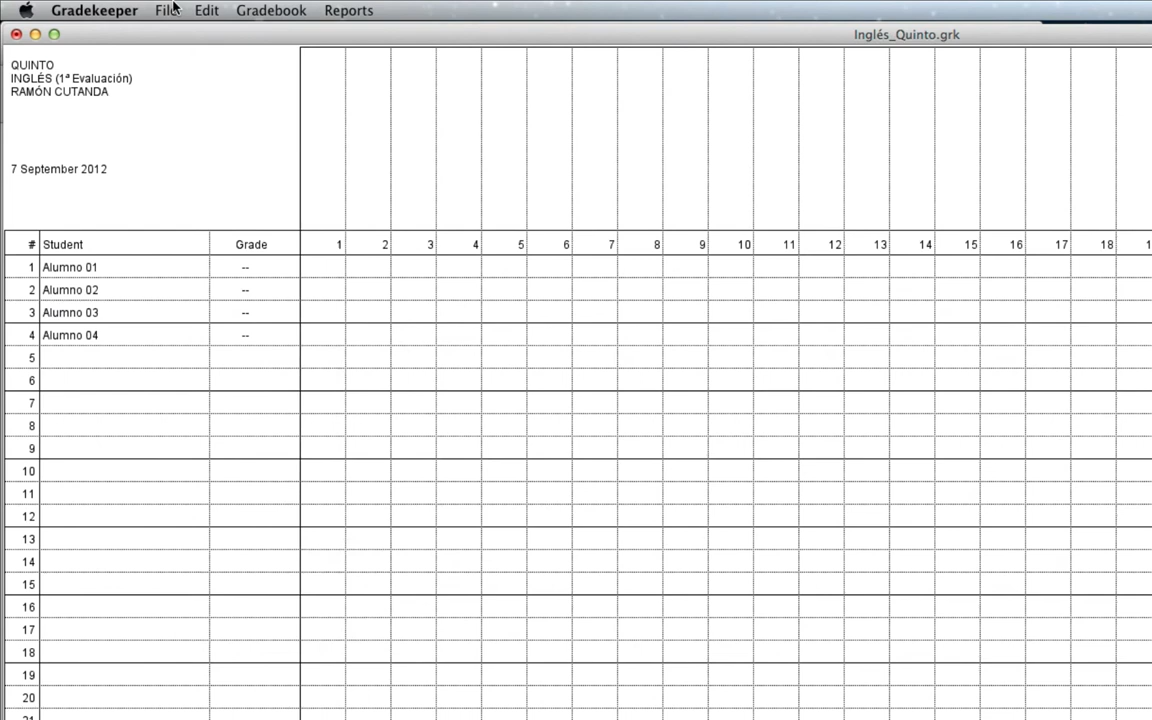 Gradekeeper File Edit Gradebook Reports
Inglés_Quinto.grk
QUINTO
INGLÉS (1ª Evaluación)
RAMÓN CUTANDA
7 September 2012
# Student Grade 1 2 3 4 5 6 7 8 9 10 11 12 13 14 15 16 17 18
1 Alumno 01 --
2 Alumno 02 --
3 Alumno 03 --
4 Alumno 04 --
5
6
7
8
9
10
11
12
13
14
15
16
17
18
19
20